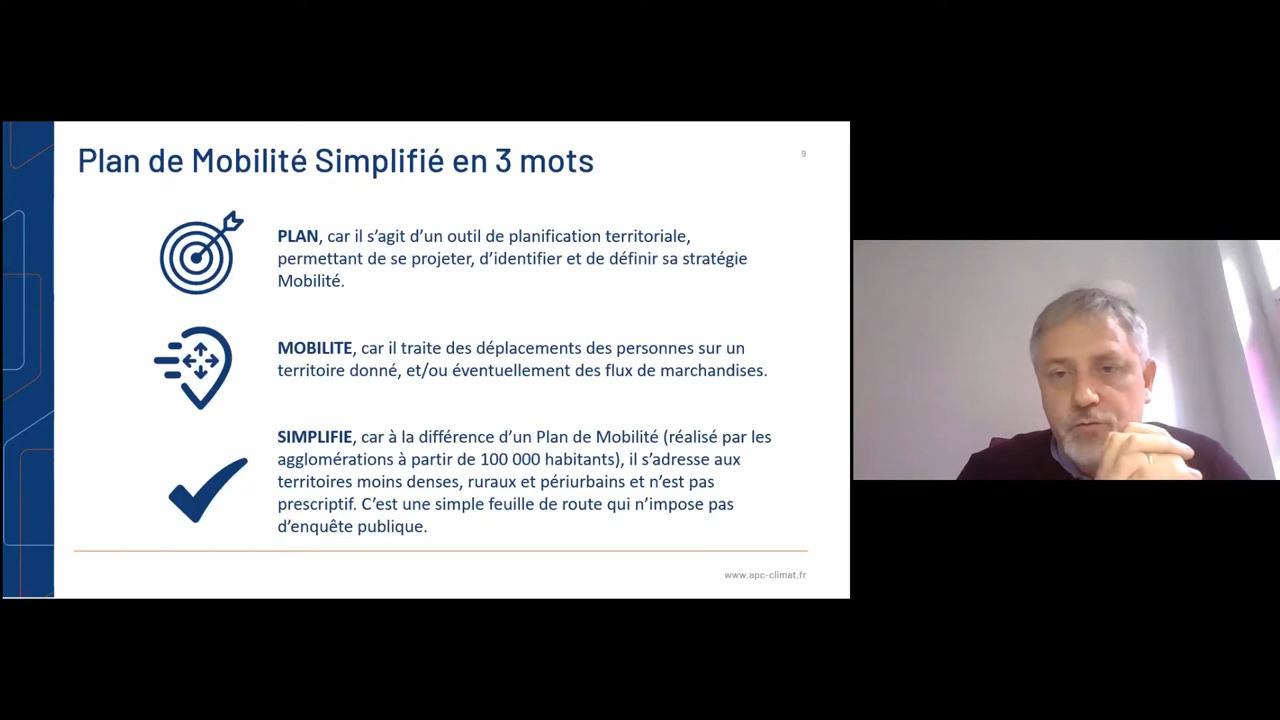 Plan de Mobilité Simplifié en 3 mots
9
PLAN, car il s’agit d’un outil de planification territoriale,
permettant de se projeter, d’identifier et de définir sa stratégie
Mobilité.
MOBILITE, car il traite des déplacements des personnes sur un
territoire donné, et/ou éventuellement des flux de marchandises.
SIMPLIFIE, car à la différence d’un Plan de Mobilité (réalisé par les
agglomérations à partir de 100 000 habitants), il s’adresse aux
territoires moins denses, ruraux et périurbains et n’est pas
prescriptif. C’est une simple feuille de route qui n’impose pas
d’enquête publique.
www.apc-climat.fr